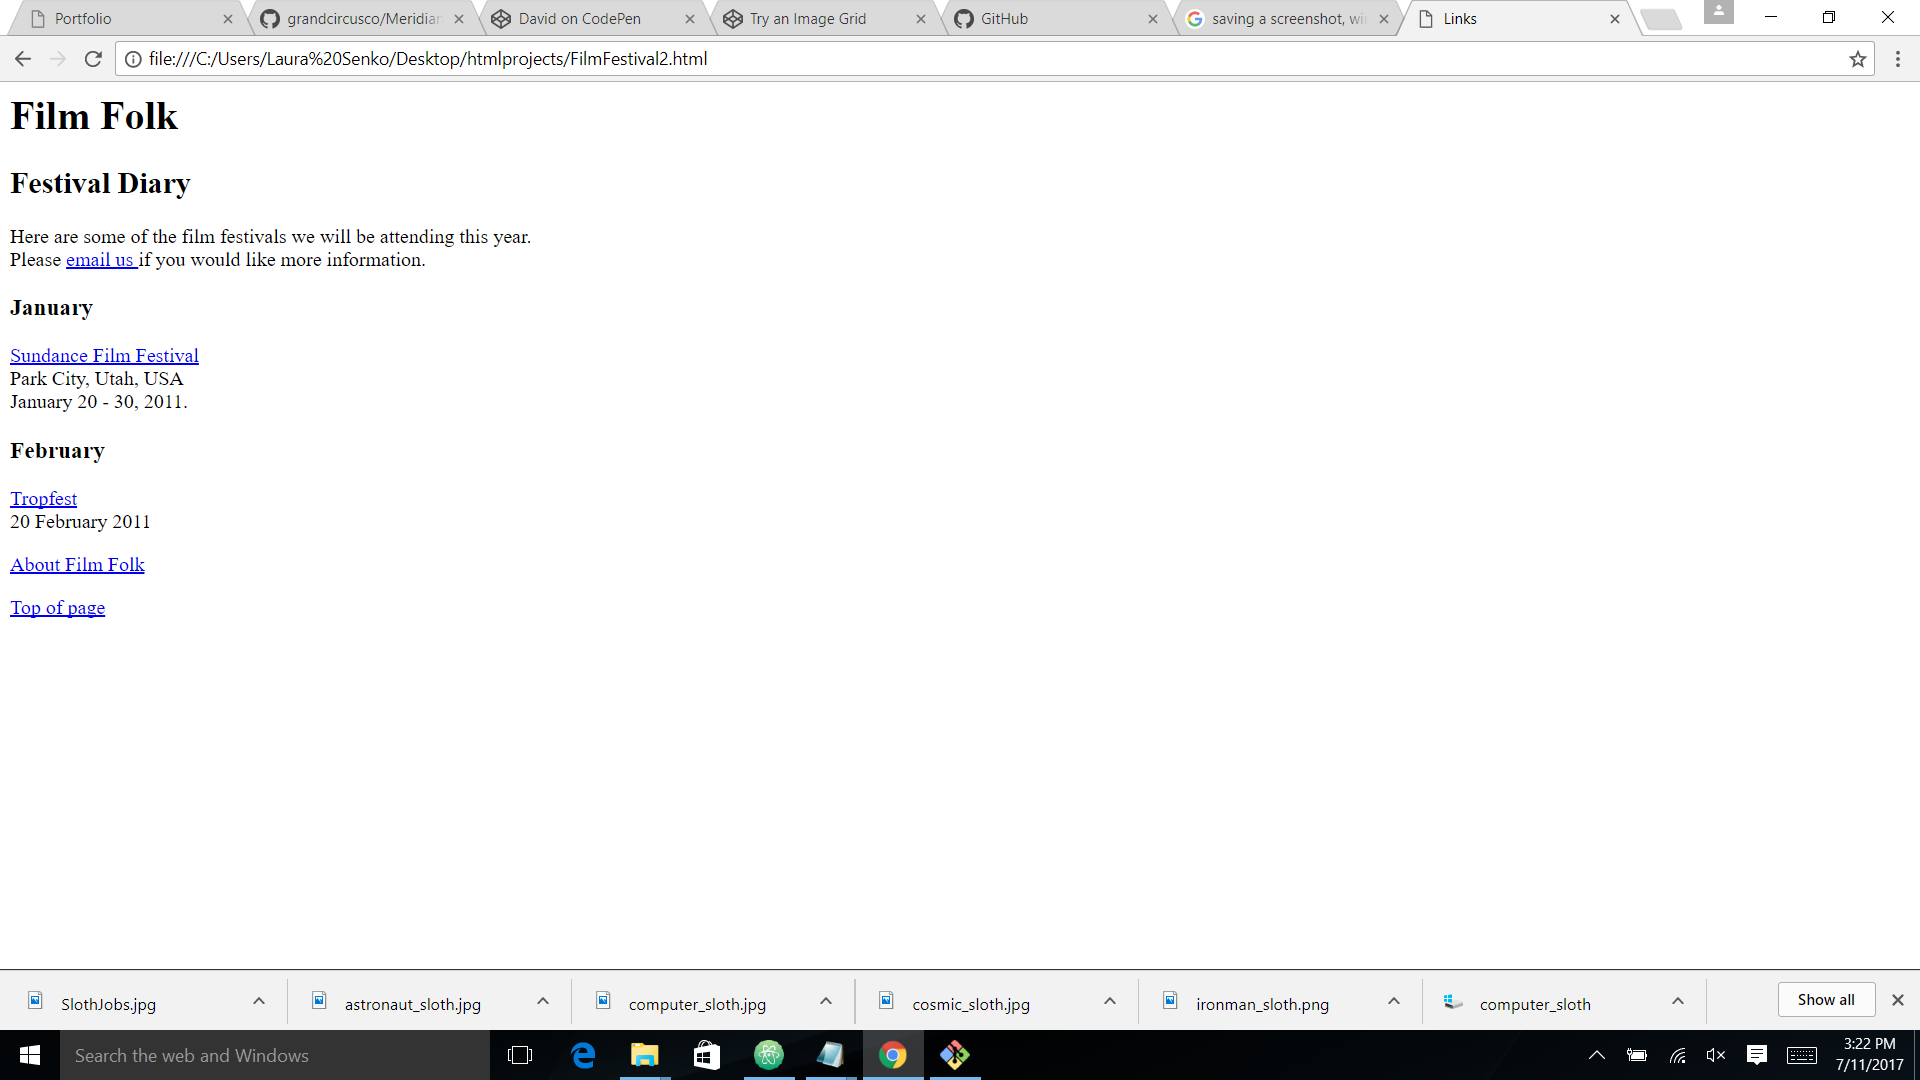 Portfolio
grandcircusco/Meridian
David on CodePen
Try an Image Grid
GitHub
saving a screenshot, wi
Links
file:///C:/Users/Laura%20Senko/Desktop/htmlprojects/FilmFestival2.html
Film Folk
Festival Diary
Here are some of the film festivals we will be attending this year.
Please email us if you would like more information.
January
Sundance Film Festival
Park City, Utah, USA
January 20 - 30, 2011.
February
Tropfest
20 February 2011
About Film Folk
Top of page
SlothJobs.jpg
astronaut_sloth.jpg
computer_sloth.jpg
cosmic_sloth.jpg
ironman_sloth.png
computer_sloth
Show all
Search the web and Windows
3:22 PM
7/11/2017